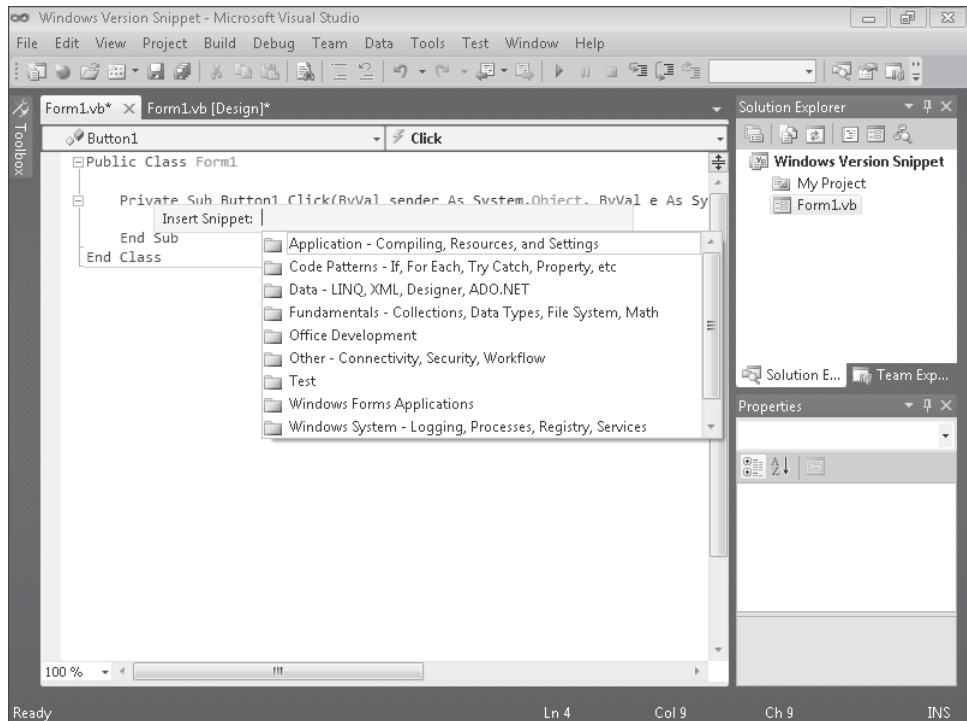 Windows Version Snippet - Microsoft Visual Studio
File Edit View Project Build Debug Team Data Tools Test Window Help
Toolbox
Form1.vb* Form1.vb [Design]*
Button1 Click
Public Class Form1
Private Sub Button1_Click(ByVal sender As System.Object, ByVal e As Sy
Insert Snippet:
End Sub
End Class
Application - Compiling, Resources, and Settings
Code Patterns - If, For Each, Try Catch, Property, etc
Data - LINQ, XML, Designer, ADO.NET
Fundamentals - Collections, Data Types, File System, Math
Office Development
Other - Connectivity, Security, Workflow
Test
Windows Forms Applications
Windows System - Logging, Processes, Registry, Services
100 %
Solution Explorer
Windows Version Snippet
My Project
Form1.vb
Solution E... Team Exp...
Properties
Ready Ln 4 Col 9 Ch 9 INS